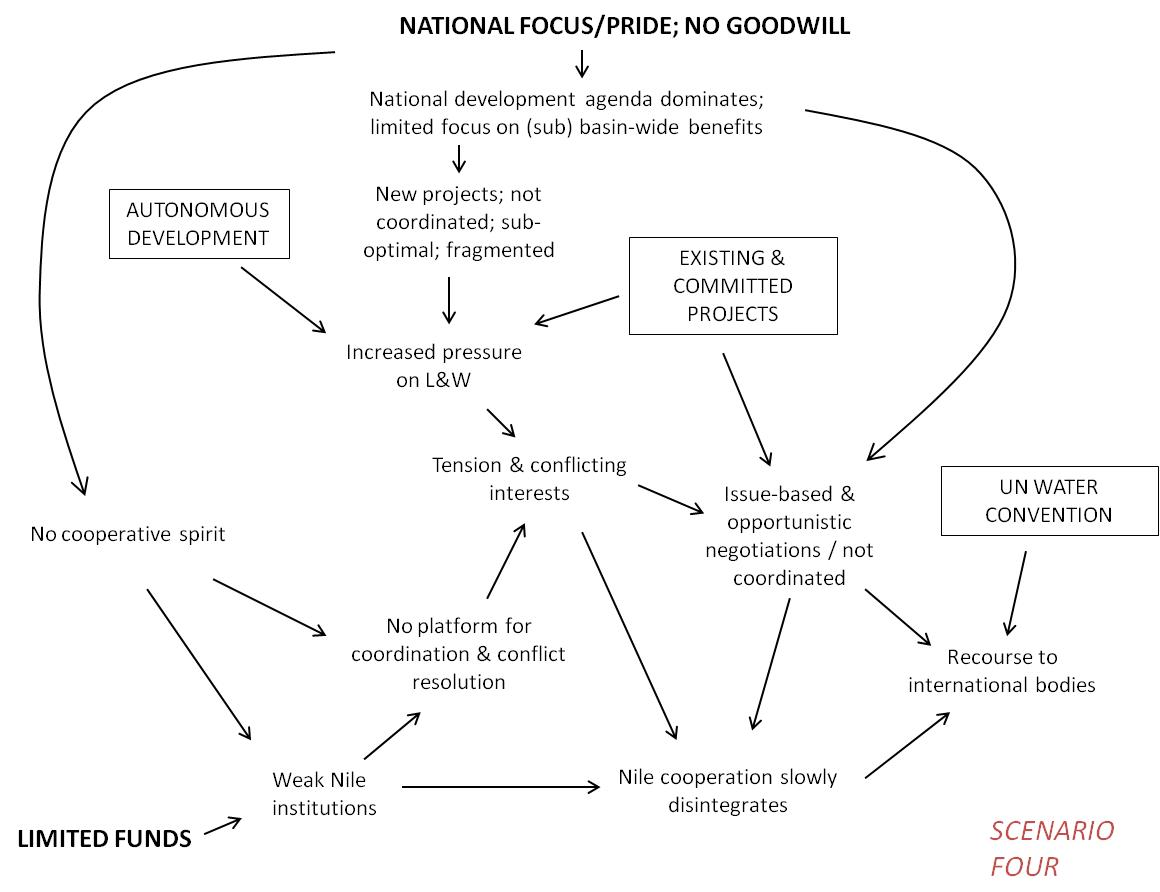 NATIONAL FOCUS/PRIDE; NO GOODWILL
National development agenda dominates;
limited focus on (sub) basin-wide benefits
New projects; not
coordinated; sub-
optimal; fragmented
AUTONOMOUS
DEVELOPMENT
EXISTING &
COMMITTED
PROJECTS
Increased pressure
on L&W
Tension & conflicting
interests
Issue-based &
opportunistic
negotiations / not
coordinated
UN WATER
CONVENTION
No cooperative spirit
No platform for
coordination & conflict
resolution
Recourse to
international bodies
Weak Nile
institutions
Nile cooperation slowly
disintegrates
LIMITED FUNDS
SCENARIO
FOUR